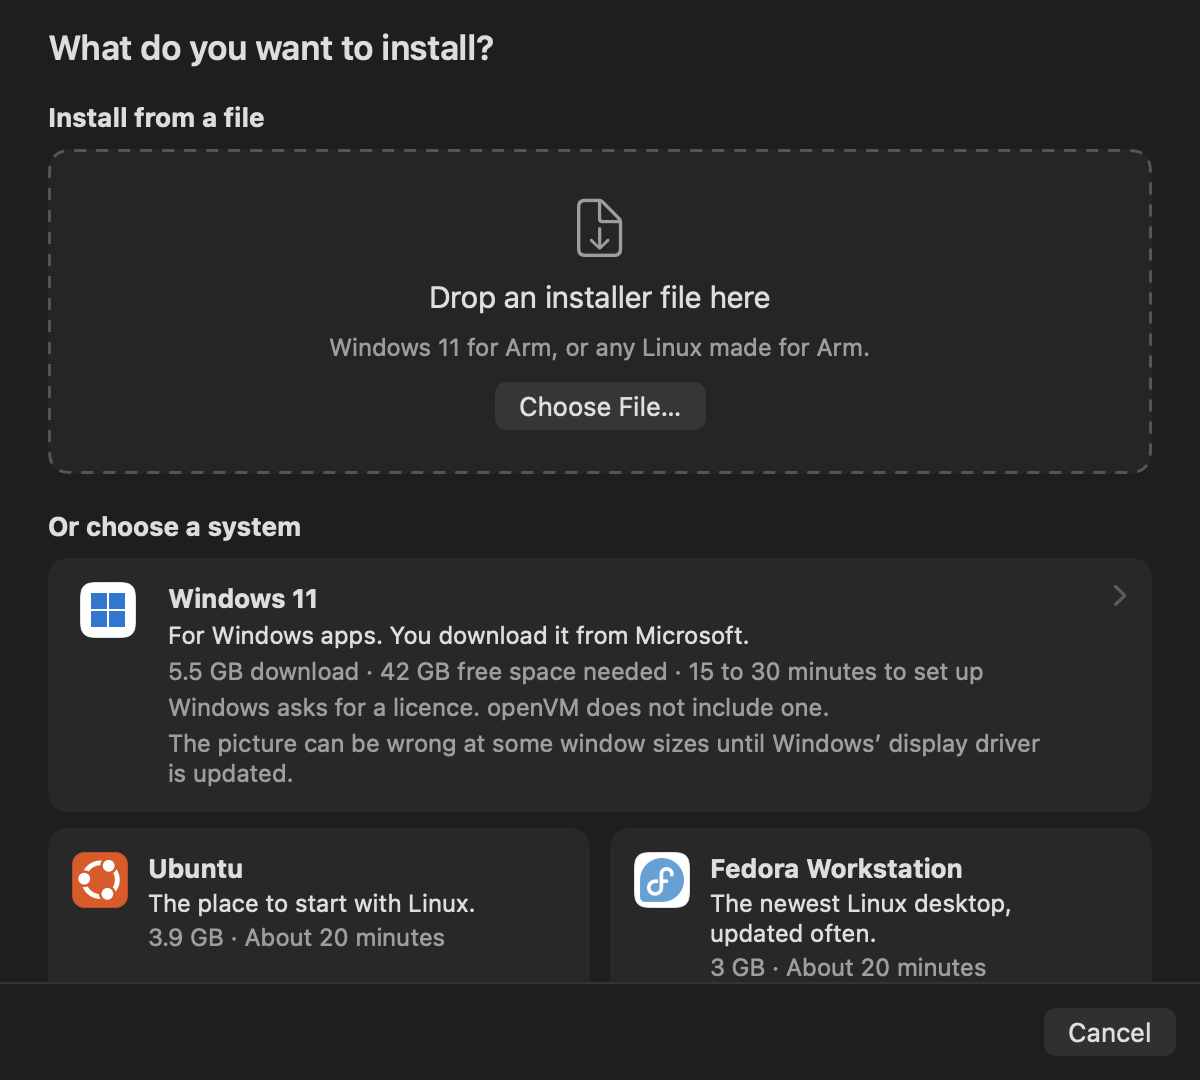 What do you want to install?
Install from a file
Drop an installer file here
Windows 11 for Arm, or any Linux made for Arm.
Choose File...
Or choose a system
Windows 11
For Windows apps. You download it from Microsoft.
5.5 GB download · 42 GB free space needed · 15 to 30 minutes to set up
Windows asks for a licence. openVM does not include one.
The picture can be wrong at some window sizes until Windows’ display driver
is updated.
Ubuntu
The place to start with Linux.
3.9 GB · About 20 minutes
Fedora Workstation
The newest Linux desktop,
updated often.
3 GB · About 20 minutes
Cancel